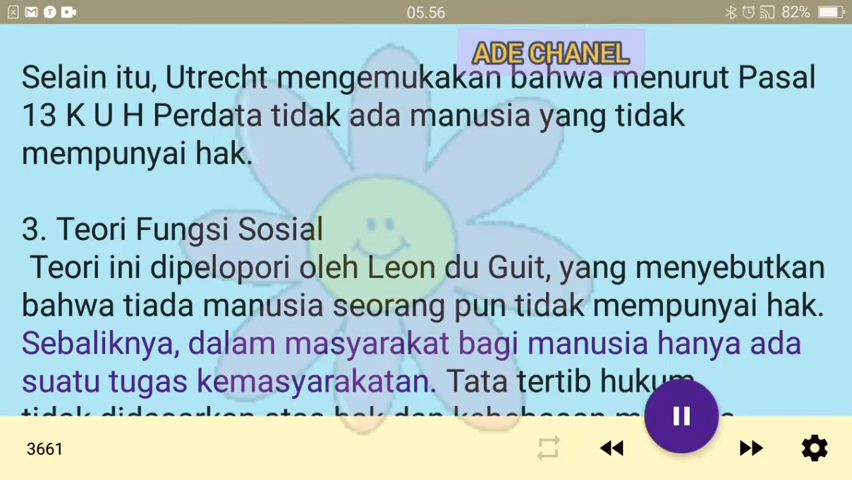 05.56
82%
ADE CHANEL
Selain itu, Utrecht mengemukakan bahwa menurut Pasal
13 K U H Perdata tidak ada manusia yang tidak
mempunyai hak.
3. Teori Fungsi Sosial
Teori ini dipelopori oleh Leon du Guit, yang menyebutkan
bahwa tiada manusia seorang pun tidak mempunyai hak.
Sebaliknya, dalam masyarakat bagi manusia hanya ada
suatu tugas kemasyarakatan. Tata tertib hukum
3661